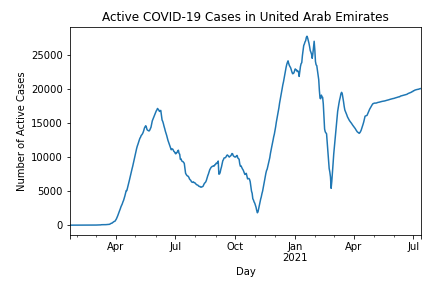 Active COVID-19 Cases in United Arab Emirates
Number of Active Cases
25000
20000
15000
10000
5000
0
Apr Jul Oct Jan Apr Jul
2021
Day